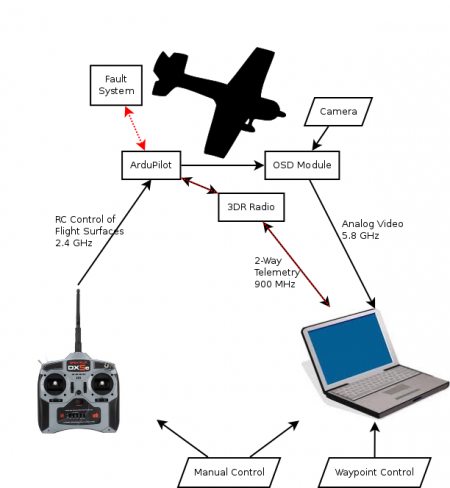 Fault
System
Camera
ArduPilot
OSD Module
3DR Radio
RC Control of
Flight Surfaces
2.4 GHz
Analog Video
5.8 GHz
2-Way
Telemetry
900 MHz
DX5e
Manual Control
Waypoint Control